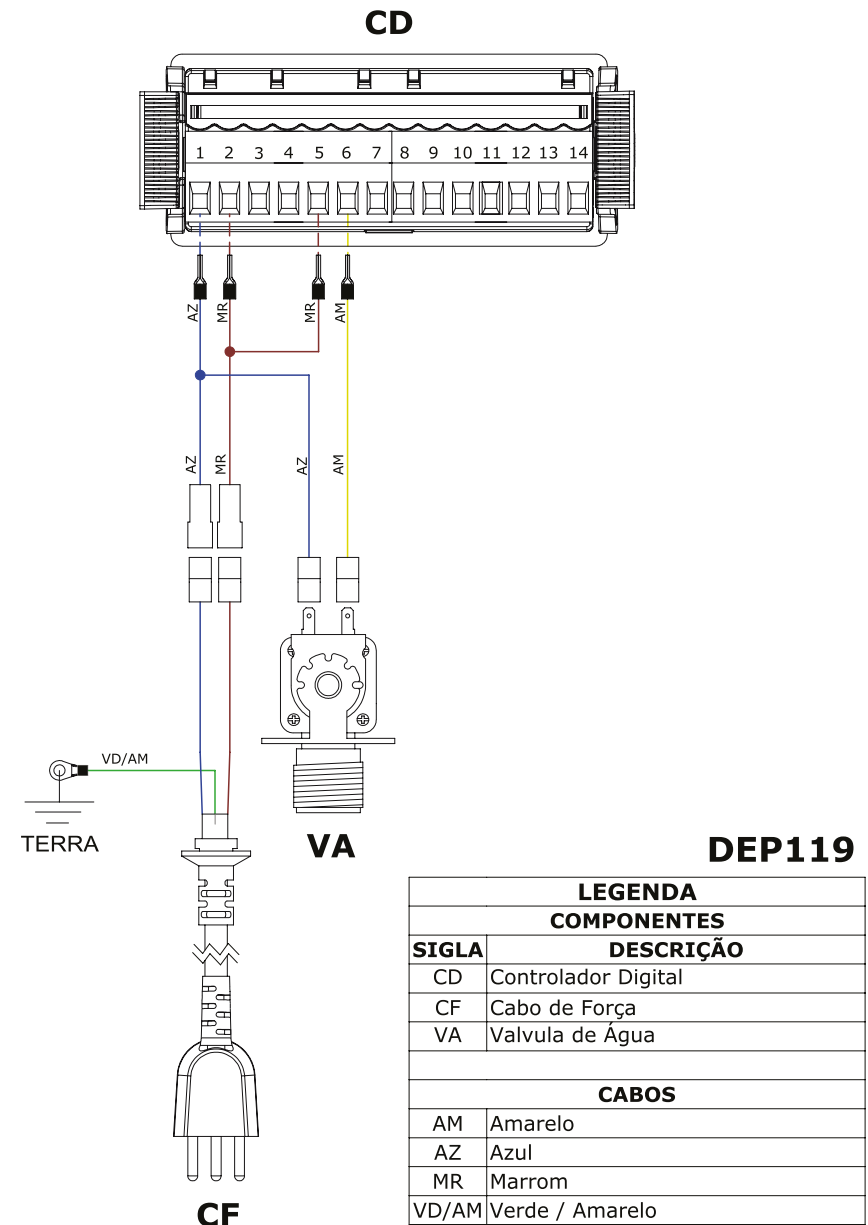 CD
1 2 3 4 5 6 7 8 9 10 11 12 13 14
AZ MR MR AM
AZ MR AZ AM
VD/AM
TERRA
VA
DEP119
LEGENDA
COMPONENTES
SIGLA DESCRIÇÃO
CD Controlador Digital
CF Cabo de Força
VA Valvula de Água
CABOS
AM Amarelo
AZ Azul
MR Marrom
VD/AM Verde / Amarelo
CF